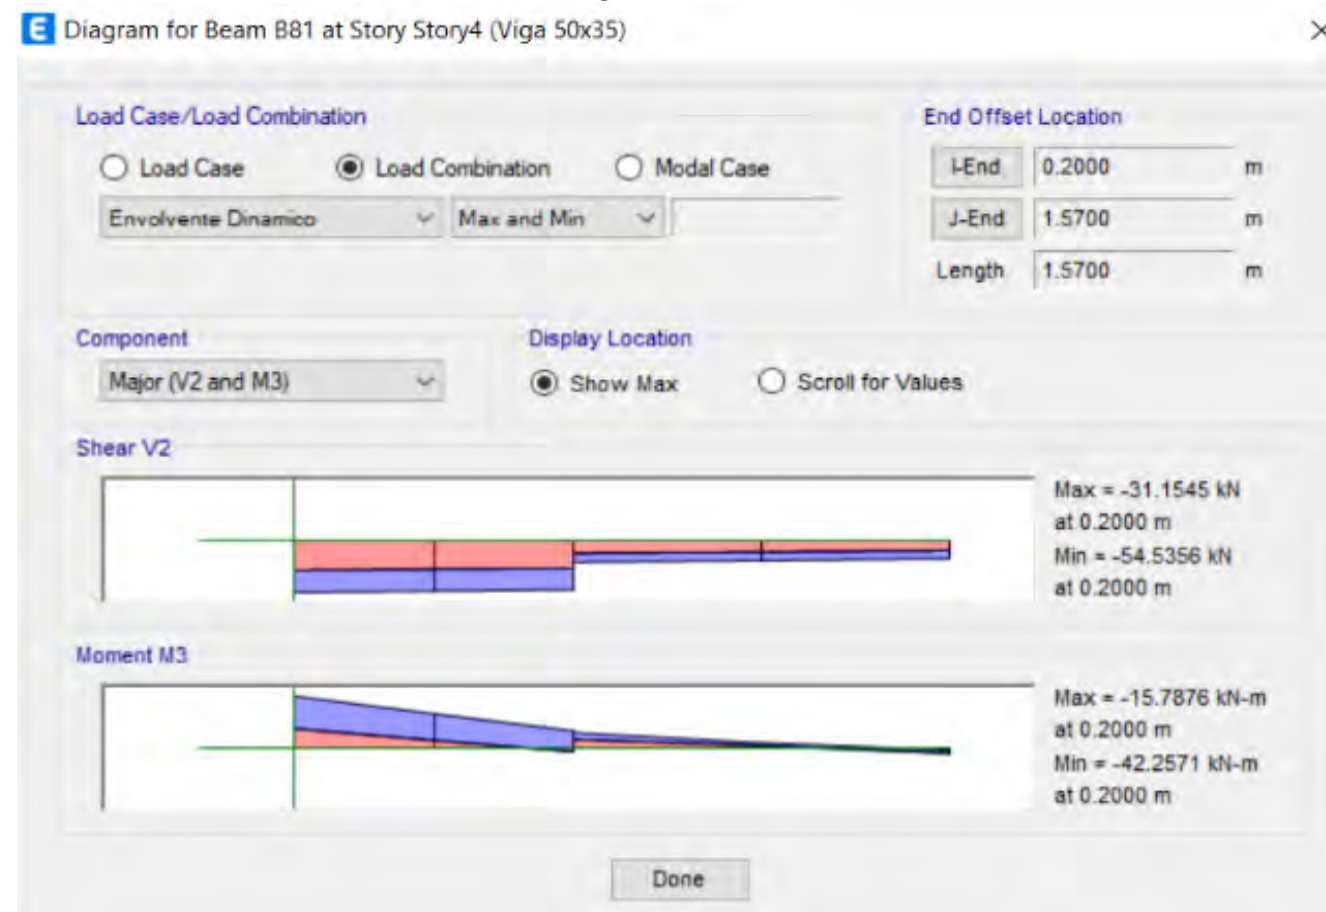 E Diagram for Beam B81 at Story Story4 (Viga 50x35)
Load Case/Load Combination
Load Case Load Combination Modal Case
Envolvente Dinamico Max and Min
End Offset Location
I-End 0.2000 m
J-End 1.5700 m
Length 1.5700 m
Component
Major (V2 and M3)
Display Location
Show Max Scroll for Values
Shear V2
Max = -31.1545 kN
at 0.2000 m
Min = -54.5356 kN
at 0.2000 m
Moment M3
Max = -15.7876 kN-m
at 0.2000 m
Min = -42.2571 kN-m
at 0.2000 m
Done